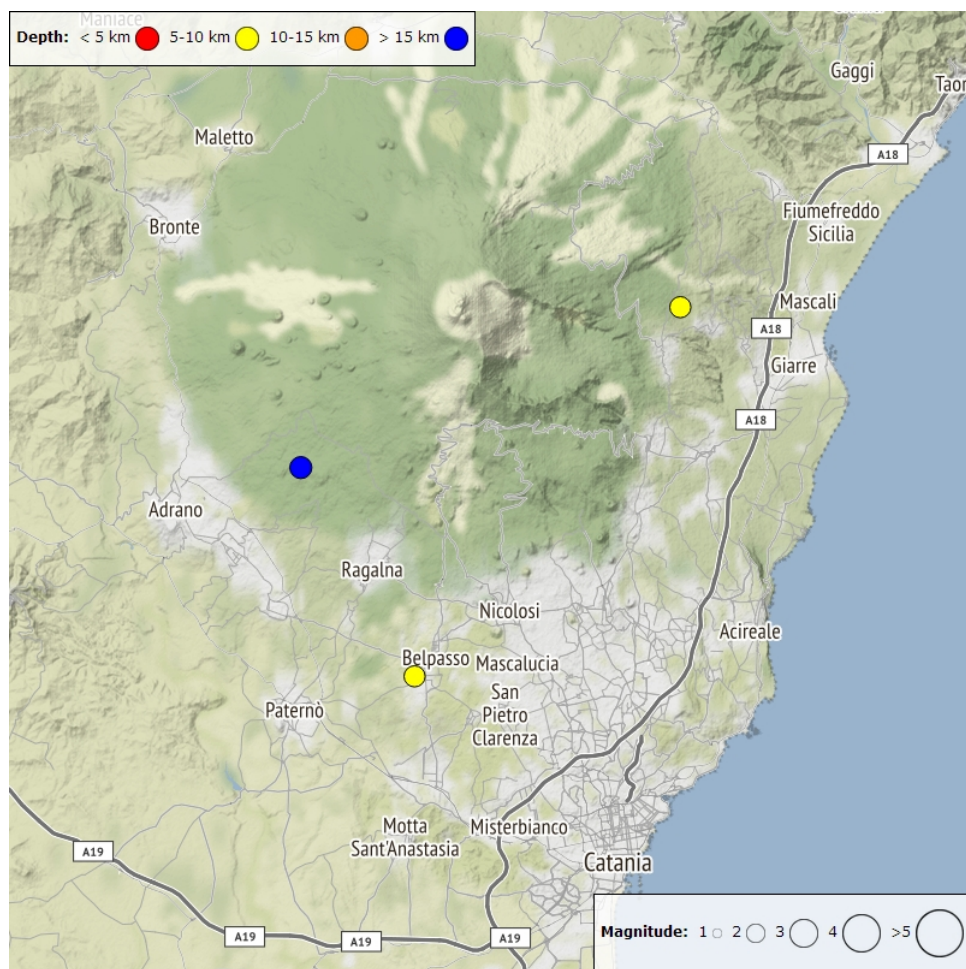 Maniace
Depth: < 5 km 5-10 km 10-15 km > 15 km
Gaggi
Taor
Maletto
A18
Bronte
Fiumefreddo
Sicilia
Mascali
A18
Giarre
A18
Adrano
Ragalna
Nicolosi
Acireale
Belpasso
Mascalucia
San
Pietro
Clarenza
Paternò
Motta
Sant'Anastasia
Misterbianco
A19
Catania
A19
A19
A19
Magnitude: 1 2 3 4 >5